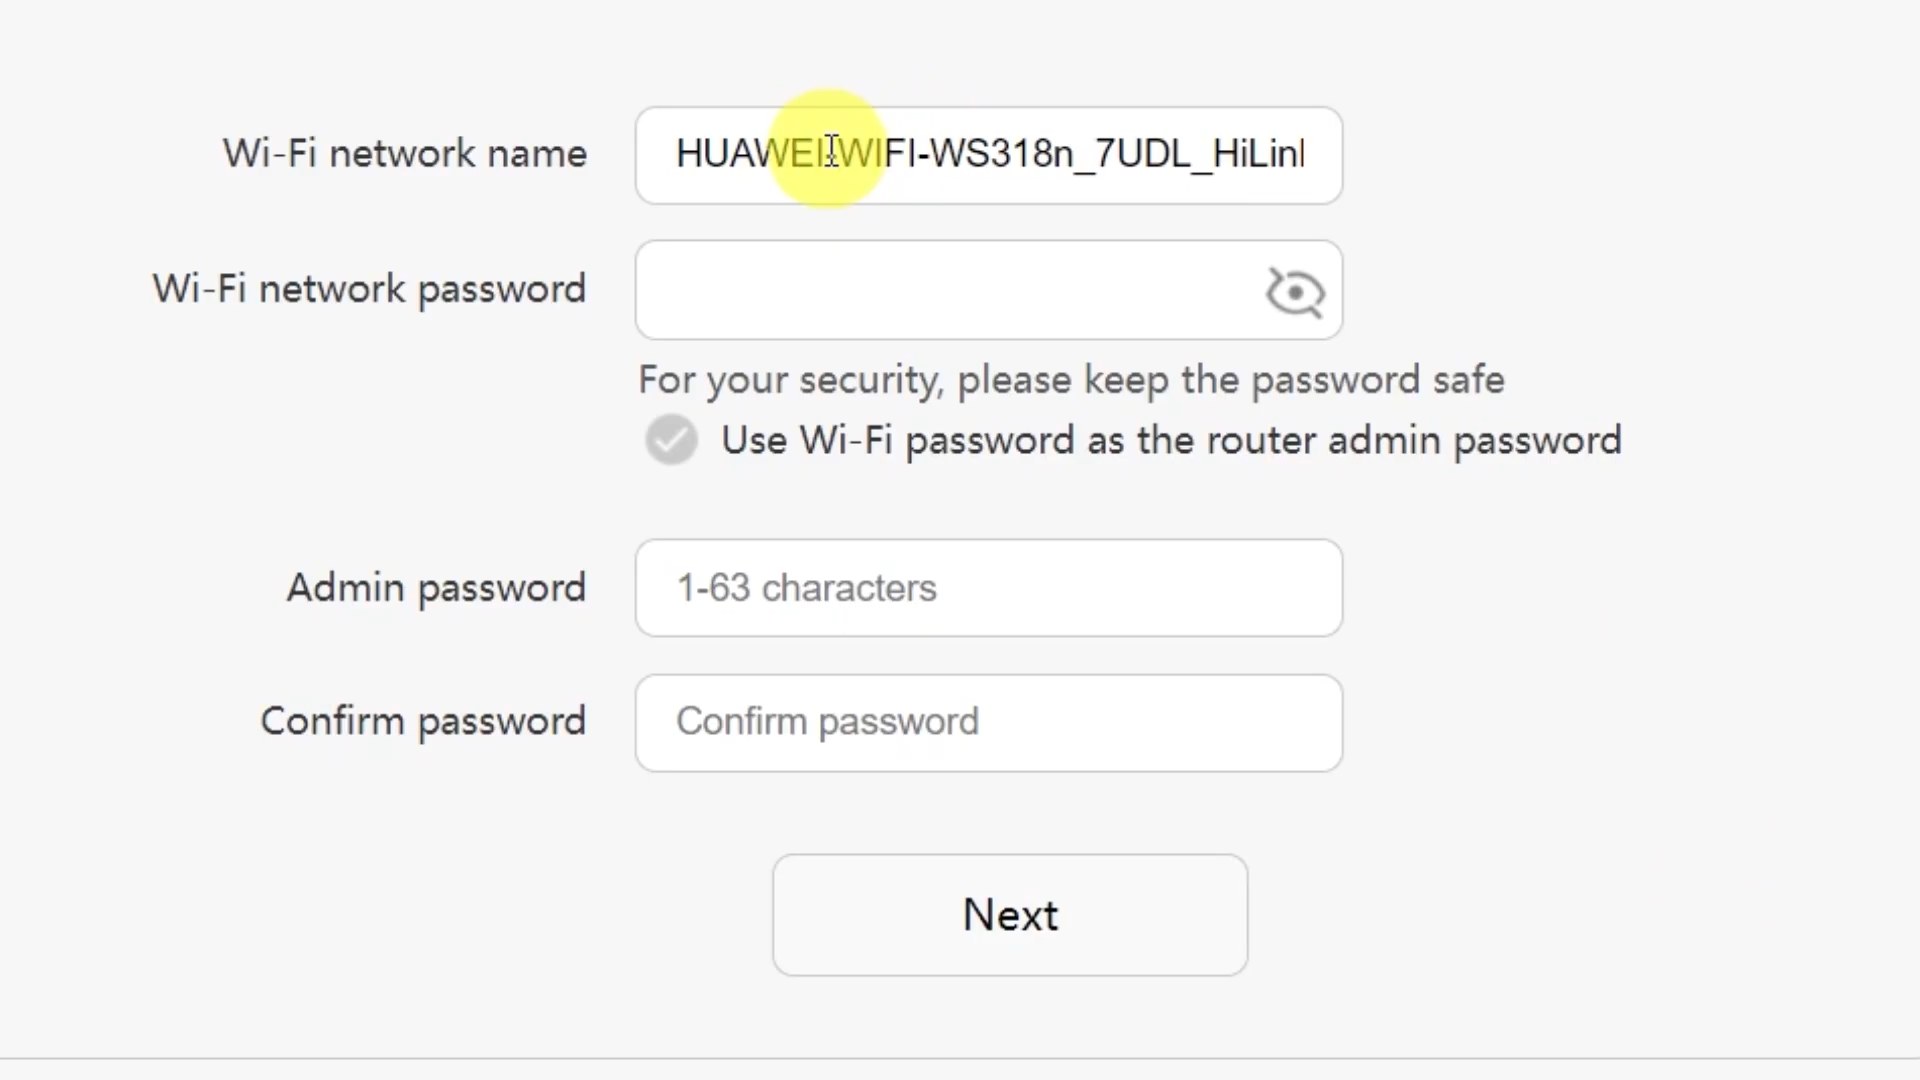 Wi-Fi network name
HUAWEI-WIFI-WS318n_7UDL_HiLin
Wi-Fi network password
For your security, please keep the password safe
Use Wi-Fi password as the router admin password
Admin password
1-63 characters
Confirm password
Confirm password
Next